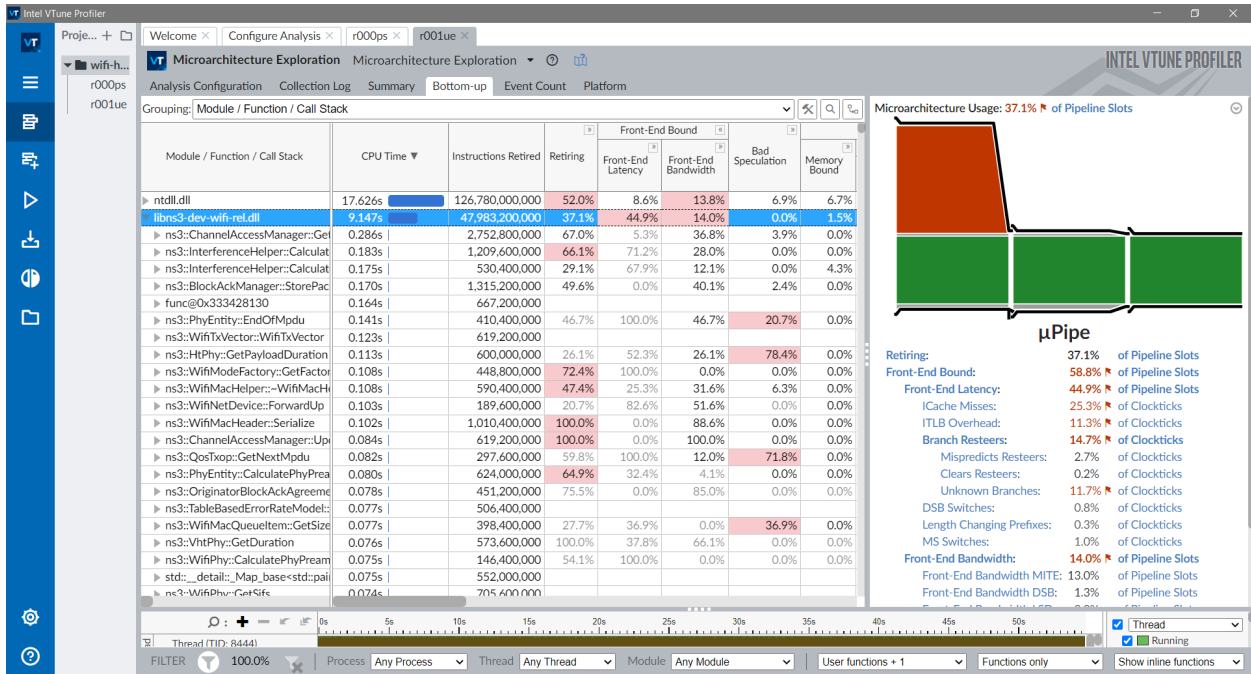 Intel VTune Profiler
Proje...
Welcome
Configure Analysis
r000ps
r001ue
wifi-h...
r000ps
r001ue
Microarchitecture Exploration Microarchitecture Exploration
INTEL VTUNE PROFILER
Analysis Configuration Collection Log Summary Bottom-up Event Count Platform
Grouping: Module / Function / Call Stack
Module / Function / Call Stack CPU Time ▼ Instructions Retired Retiring Front-End Bound Front-End Latency Front-End Bandwidth Bad Speculation Memory Bound
ntdll.dll 17.626s 126,780,000,000 52.0% 8.6% 13.8% 6.9% 6.7%
libns3-dev-wifi-rel.dll 9.147s 47,983,200,000 37.1% 44.9% 14.0% 0.0% 1.5%
ns3::ChannelAccessManager::Get 0.286s 2,752,800,000 67.0% 5.3% 36.8% 3.9% 0.0%
ns3::InterferenceHelper::Calculat 0.183s 1,209,600,000 66.1% 71.2% 28.0% 0.0% 0.0%
ns3::InterferenceHelper::Calculat 0.175s 530,400,000 29.1% 67.9% 12.1% 0.0% 4.3%
ns3::BlockAckManager::StorePac 0.170s 1,315,200,000 49.6% 0.0% 40.1% 2.4% 0.0%
func@0x333428130 0.164s 667,200,000
ns3::PhyEntity::EndOfMpdu 0.141s 410,400,000 46.7% 100.0% 46.7% 20.7% 0.0%
ns3::WifiTxVector::WifiTxVector 0.123s 619,200,000
ns3::HtPhy::GetPayloadDuration 0.113s 600,000,000 26.1% 52.3% 26.1% 78.4% 0.0%
ns3::WifiModeFactory::GetFactor 0.108s 448,800,000 72.4% 100.0% 0.0% 0.0% 0.0%
ns3::WifiMacHelper::~WifiMacHe 0.108s 590,400,000 47.4% 25.3% 31.6% 6.3% 0.0%
ns3::WifiNetDevice::ForwardUp 0.103s 189,600,000 20.7% 82.6% 51.6% 0.0% 0.0%
ns3::WifiMacHeader::Serialize 0.102s 1,010,400,000 100.0% 0.0% 88.6% 0.0% 0.0%
ns3::ChannelAccessManager::Upd 0.084s 619,200,000 100.0% 0.0% 100.0% 0.0% 0.0%
ns3::QosTxop::GetNextMpdu 0.082s 297,600,000 59.8% 100.0% 12.0% 71.8% 0.0%
ns3::PhyEntity::CalculatePhyPrea 0.080s 624,000,000 64.9% 32.4% 4.1% 0.0% 0.0%
ns3::OriginatorBlockAckAgreeme 0.078s 451,200,000 75.5% 0.0% 85.0% 0.0% 0.0%
ns3::TableBasedErrorRateModel:: 0.077s 506,400,000
ns3::WifiMacQueueItem::GetSize 0.077s 398,400,000 27.7% 36.9% 0.0% 36.9% 0.0%
ns3::VhtPhy::GetDuration 0.076s 573,600,000 100.0% 37.8% 66.1% 0.0% 0.0%
ns3::WifiPhy::CalculatePhyPream 0.075s 146,400,000 54.1% 100.0% 0.0% 0.0% 0.0%
std::__detail::_Map_base<std::pai 0.075s 552,000,000
ns3::WifiPhy::GetSifs 0.074s 705,600,000
Microarchitecture Usage: 37.1% of Pipeline Slots
μPipe
Retiring: 37.1% of Pipeline Slots
Front-End Bound: 58.8% of Pipeline Slots
Front-End Latency: 44.9% of Pipeline Slots
ICache Misses: 25.3% of Clockticks
ITLB Overhead: 11.3% of Clockticks
Branch Resteers: 14.7% of Clockticks
Mispredicts Resteers: 2.7% of Clockticks
Clears Resteers: 0.2% of Clockticks
Unknown Branches: 11.7% of Clockticks
DSB Switches: 0.8% of Clockticks
Length Changing Prefixes: 0.3% of Clockticks
MS Switches: 1.0% of Clockticks
Front-End Bandwidth: 14.0% of Pipeline Slots
Front-End Bandwidth MITE: 13.0% of Pipeline Slots
Front-End Bandwidth DSB: 1.3% of Pipeline Slots
0s 5s 10s 15s 20s 25s 30s 35s 40s 45s 50s
Thread
Thread (TID: 8444)
Running
FILTER 100.0% Process Any Process Thread Any Thread Module Any Module User functions + 1 Functions only Show inline functions